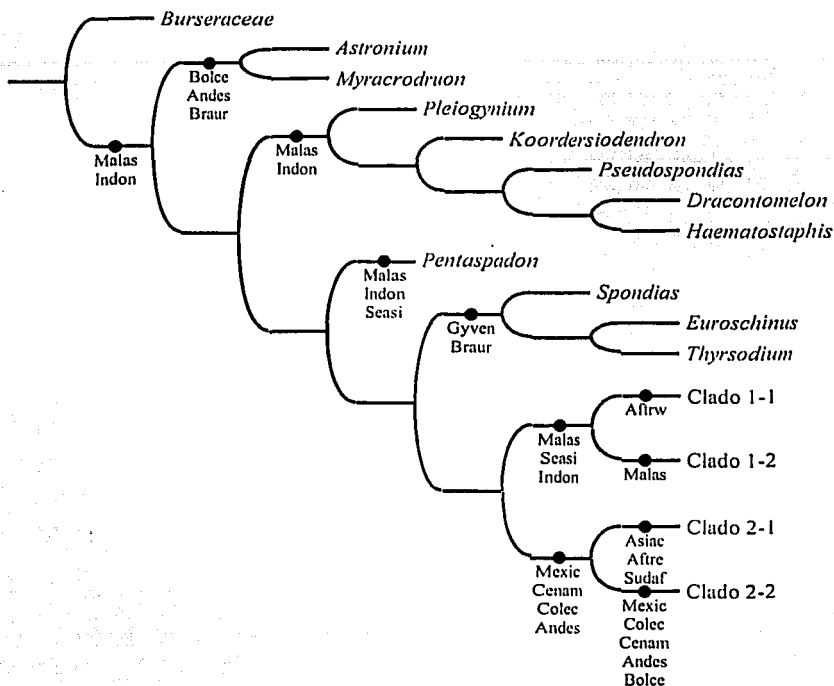 Burseraceae
Astronium
Bolce
Andes
Braur
Myracrodruon
Pleiogynium
Malas
Indon
Malas
Indon
Koordersiodendron
Pseudospondias
Dracontomelon
Haematostaphis
Pentaspadon
Malas
Indon
Seasi
Spondias
Gyven
Braur
Euroschinus
Thyrsodium
Clado 1-1
Aftrw
Malas
Seasi
Indon
Clado 1-2
Malas
Clado 2-1
Asiac
Aftre
Sudaf
Mexic
Cenam
Colec
Andes
Clado 2-2
Mexic
Colec
Cenam
Andes
Bolce